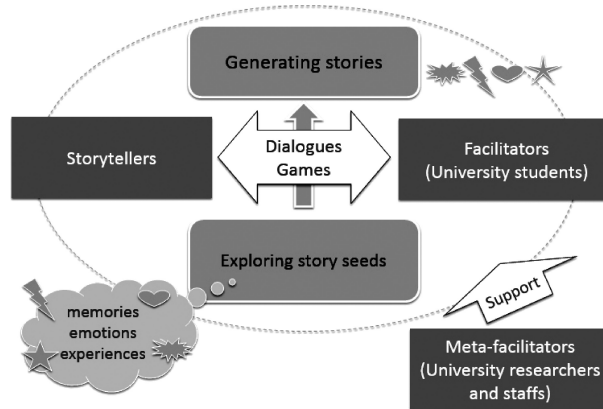 Generating stories
Storytellers
Dialogues
Games
Facilitators
(University students)
Exploring story seeds
memories
emotions
experiences
Support
Meta-facilitators
(University researchers
and staffs)